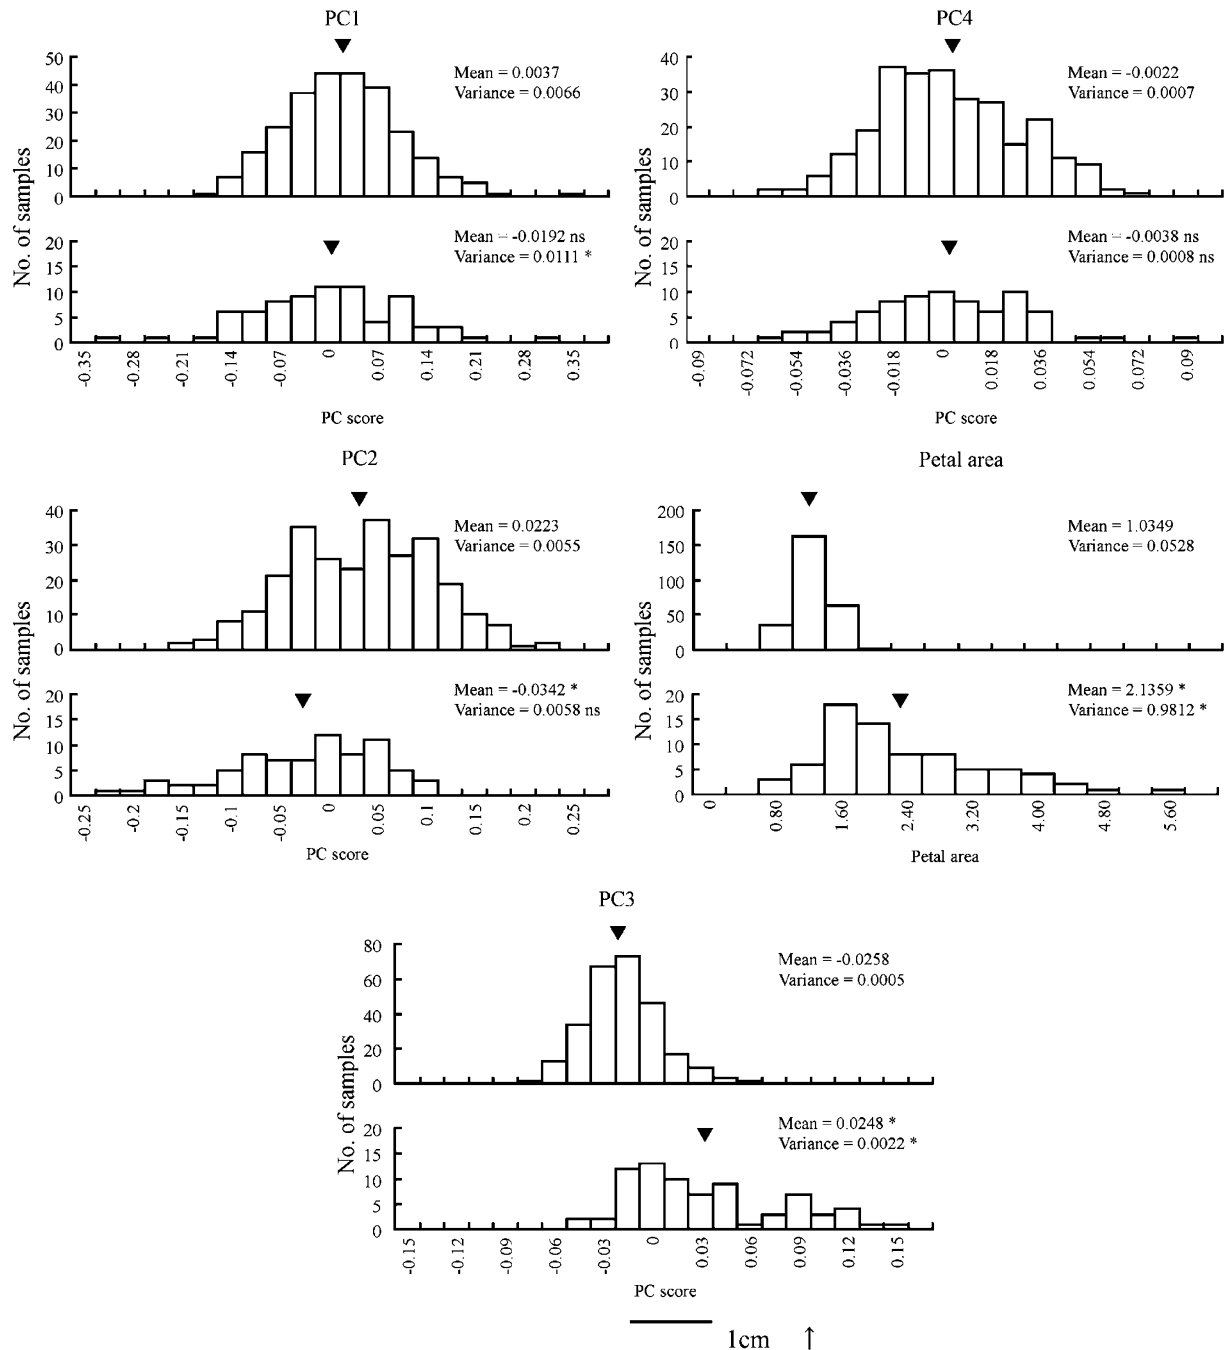 PC1
50
40
30
20
10
0
Mean = 0.0037
Variance = 0.0066
No. of samples
20
15
10
5
0
Mean = -0.0192 ns
Variance = 0.0111 *
-0.35
-0.28
-0.21
-0.14
-0.07
0
0.07
0.14
0.21
0.28
0.35
PC score
PC4
40
30
20
10
0
Mean = -0.0022
Variance = 0.0007
No. of samples
20
15
10
5
0
Mean = -0.0038 ns
Variance = 0.0008 ns
-0.09
-0.072
-0.054
-0.036
-0.018
0
0.018
0.036
0.054
0.072
0.09
PC score
PC2
40
30
20
10
0
Mean = 0.0223
Variance = 0.0055
No. of samples
20
15
10
5
0
Mean = -0.0342 *
Variance = 0.0058 ns
-0.25
-0.2
-0.15
-0.1
-0.05
0
0.05
0.1
0.15
0.2
0.25
PC score
Petal area
200
150
100
50
0
Mean = 1.0349
Variance = 0.0528
No. of samples
20
15
10
5
0
Mean = 2.1359 *
Variance = 0.9812 *
0
0.80
1.60
2.40
3.20
4.00
4.80
5.60
Petal area
PC3
80
60
40
20
0
Mean = -0.0258
Variance = 0.0005
No. of samples
20
15
10
5
0
Mean = 0.0248 *
Variance = 0.0022 *
-0.15
-0.12
-0.09
-0.06
-0.03
0
0.03
0.06
0.09
0.12
0.15
PC score
1cm ↑